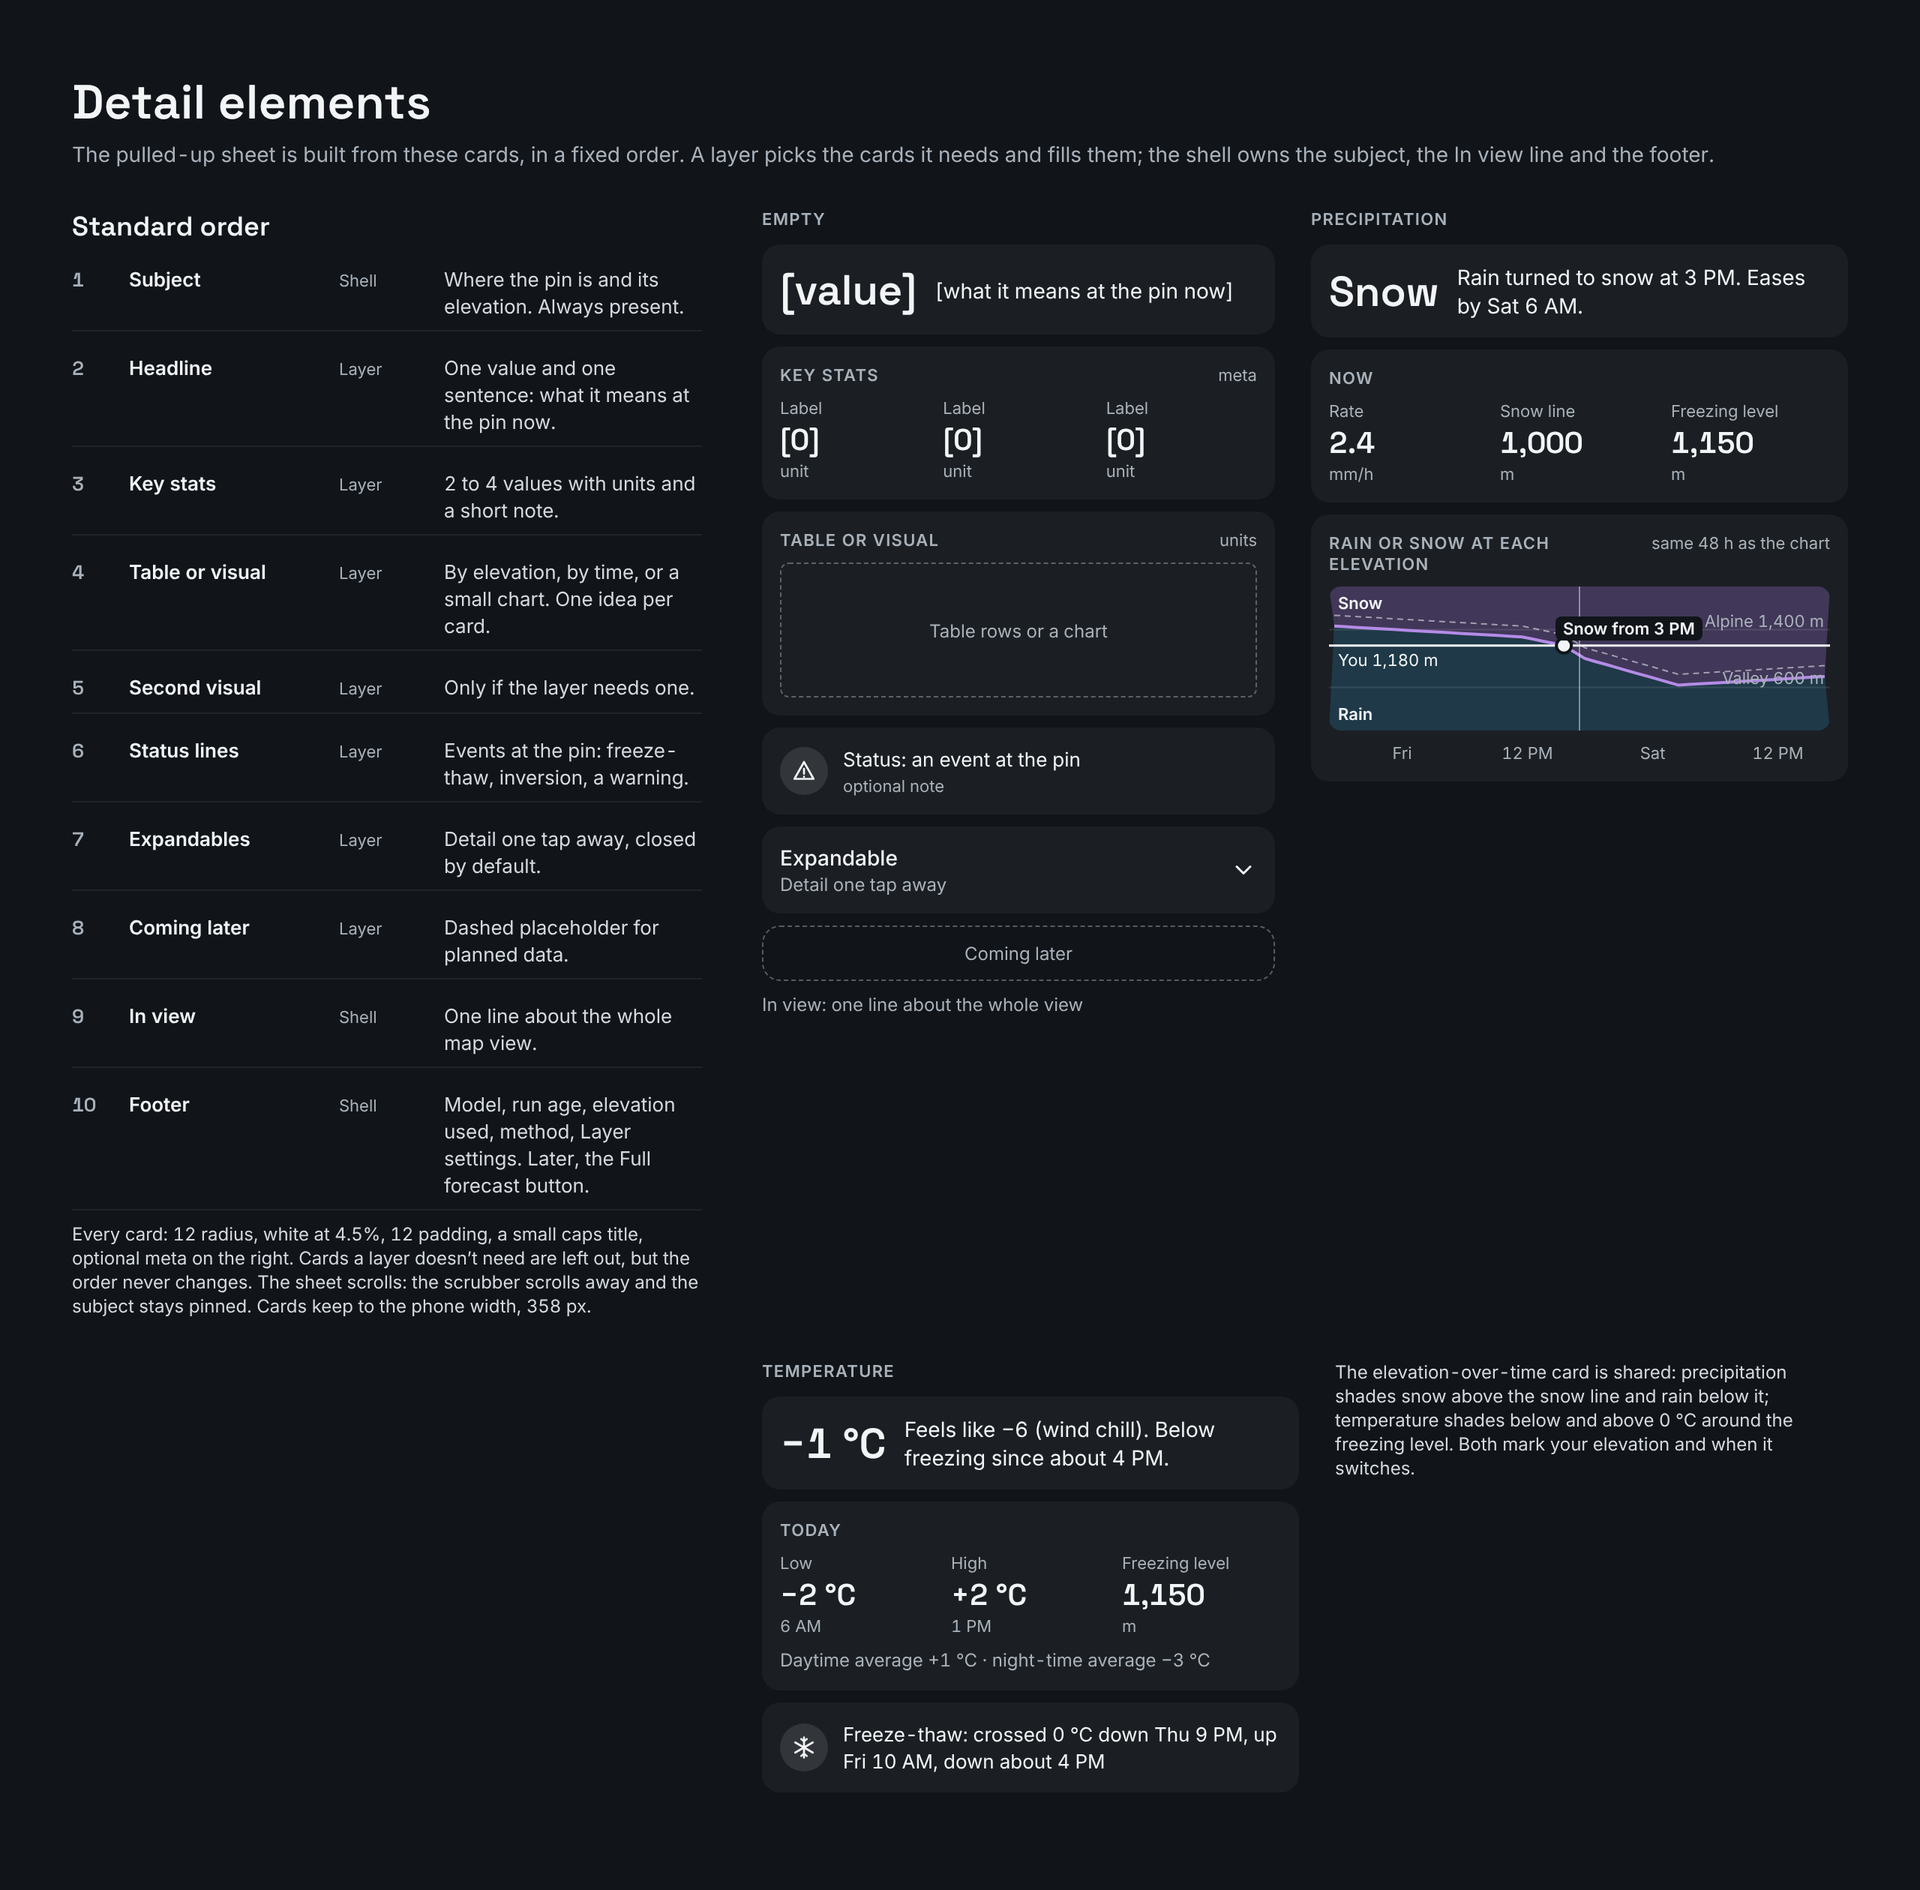 Detail elements
The pulled-up sheet is built from these cards, in a fixed order. A layer picks the cards it needs and fills them; the shell owns the subject, the In view line and the footer.
Standard order
1 Subject Shell Where the pin is and its
elevation. Always present.
2 Headline Layer One value and one
sentence: what it means at
the pin now.
3 Key stats Layer 2 to 4 values with units and
a short note.
4 Table or visual Layer By elevation, by time, or a
small chart. One idea per
card.
5 Second visual Layer Only if the layer needs one.
6 Status lines Layer Events at the pin: freeze-
thaw, inversion, a warning.
7 Expandables Layer Detail one tap away, closed
by default.
8 Coming later Layer Dashed placeholder for
planned data.
9 In view Shell One line about the whole
map view.
10 Footer Shell Model, run age, elevation
used, method, Layer
settings. Later, the Full
forecast button.
Every card: 12 radius, white at 4.5%, 12 padding, a small caps title,
optional meta on the right. Cards a layer doesn’t need are left out, but the
order never changes. The sheet scrolls: the scrubber scrolls away and the
subject stays pinned. Cards keep to the phone width, 358 px.
EMPTY
[value] [what it means at the pin now]
KEY STATS meta
Label Label Label
[0] [0] [0]
unit unit unit
TABLE OR VISUAL units
Table rows or a chart
Status: an event at the pin
optional note
Expandable
Detail one tap away
Coming later
In view: one line about the whole view
PRECIPITATION
Snow Rain turned to snow at 3 PM. Eases
by Sat 6 AM.
NOW
Rate Snow line Freezing level
2.4 1,000 1,150
mm/h m m
RAIN OR SNOW AT EACH same 48 h as the chart
ELEVATION
Snow
Alpine 1,400 m
Snow from 3 PM
You 1,180 m
Valley 600 m
Rain
Fri 12 PM Sat 12 PM
TEMPERATURE
−1 °C Feels like −6 (wind chill). Below
freezing since about 4 PM.
TODAY
Low High Freezing level
−2 °C +2 °C 1,150
6 AM 1 PM m
Daytime average +1 °C · night-time average −3 °C
Freeze-thaw: crossed 0 °C down Thu 9 PM, up
Fri 10 AM, down about 4 PM
The elevation-over-time card is shared: precipitation
shades snow above the snow line and rain below it;
temperature shades below and above 0 °C around the
freezing level. Both mark your elevation and when it
switches.